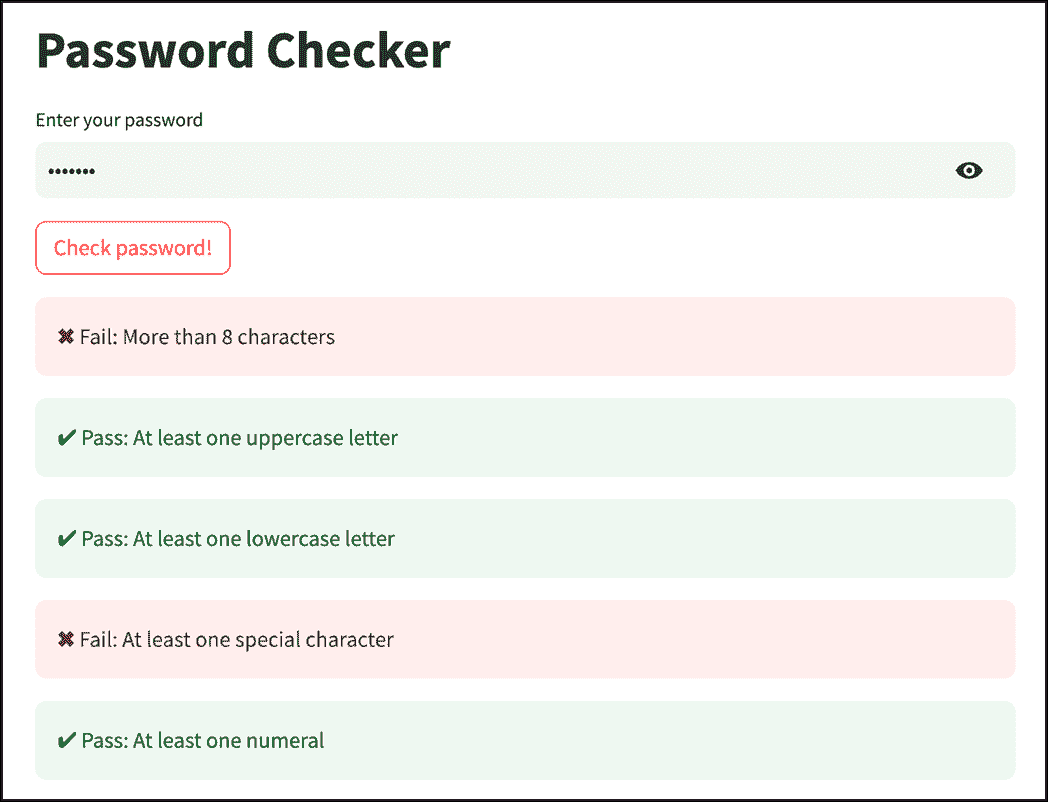 Password Checker
Enter your password
•••••••
Check password!
✖ Fail: More than 8 characters
✔ Pass: At least one uppercase letter
✔ Pass: At least one lowercase letter
✖ Fail: At least one special character
✔ Pass: At least one numeral